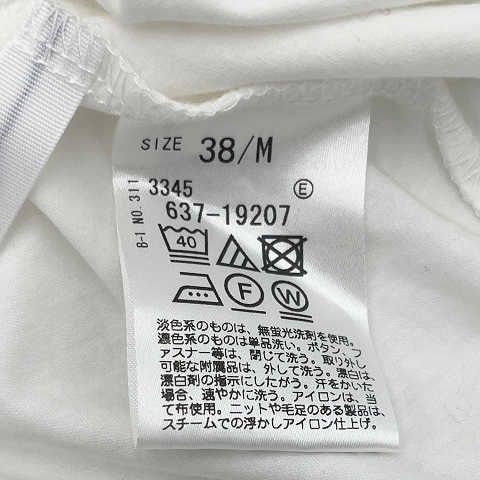 SIZE 38/M
B-1 NO.311
3345 E
637-19207
40
F W
淡色系のものは、無蛍光洗剤を使用。
濃色系のものは単品洗い。ボタン、フ
ァスナー等は、閉じて洗う。取り外し
可能な附属品は、外して洗う。漂白は、
漂白剤の指示にしたがう。汗をかいた
場合、速やかに洗う。アイロンは、当
て布使用。ニットや毛足のある製品は、
スチームでの浮かしアイロン仕上げ。